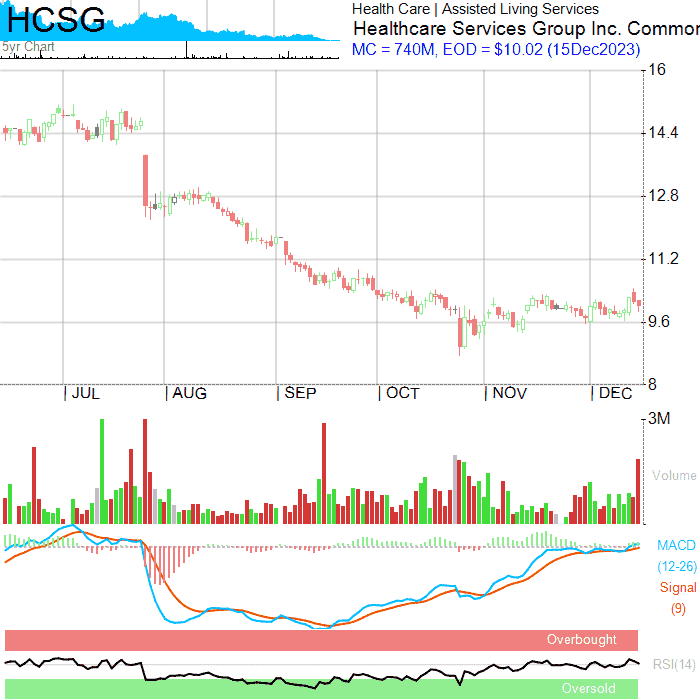 HCSG
5yr Chart
Health Care | Assisted Living Services
Healthcare Services Group Inc. Common
MC = 740M, EOD = $10.02 (15Dec2023)
16
14.4
12.8
11.2
9.6
8
JUL AUG SEP OCT NOV DEC
3M
Volume
MACD
(12-26)
Signal
(9)
Overbought
RSI(14)
Oversold